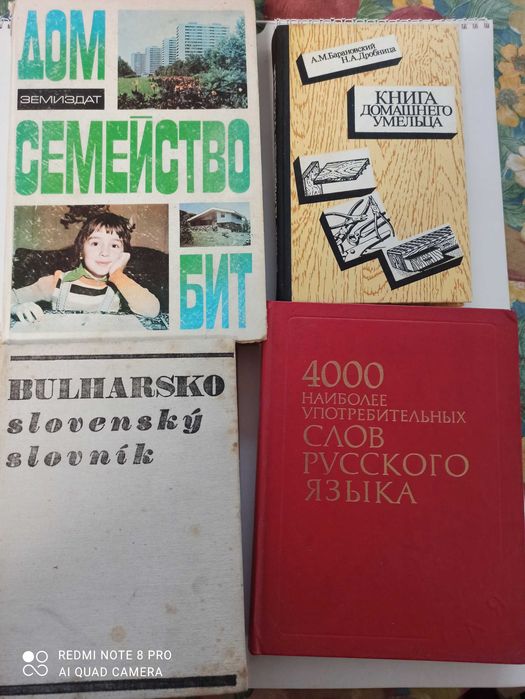 ДОМ
ЗЕМИЗДАТ
СЕМЕЙСТВО
БИТ
А.М.Барановский
Н.А.Дробница
КНИГА
ДОМАШНЕГО
УМЕЛЬЦА
BULHARSKO
slovenský
slovník
4000
НАИБОЛЕЕ
УПОТРЕБИТЕЛЬНЫХ
СЛОВ
РУССКОГО
ЯЗЫКА
REDMI NOTE 8 PRO
AI QUAD CAMERA